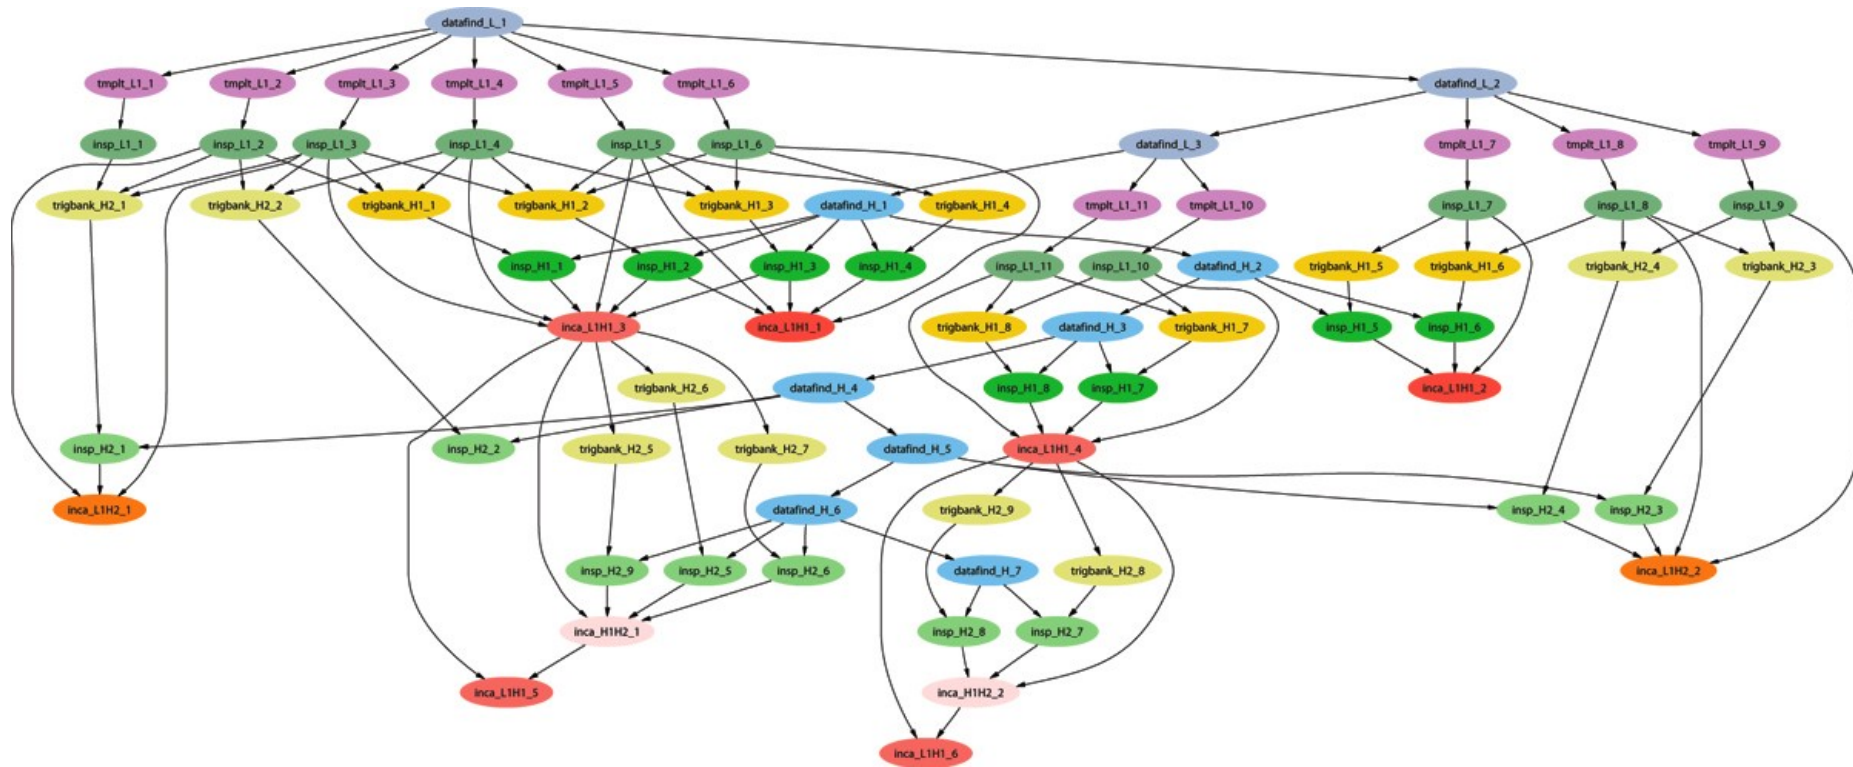 datafind_L_1
tmplt_L1_1 tmplt_L1_2 tmplt_L1_3 tmplt_L1_4 tmplt_L1_5 tmplt_L1_6 datafind_L_2
insp_L1_1 insp_L1_2 insp_L1_3 insp_L1_4 insp_L1_5 insp_L1_6 datafind_L_3 tmplt_L1_7 tmplt_L1_8 tmplt_L1_9
trigbank_H2_1 trigbank_H2_2 trigbank_H1_1 trigbank_H1_2 trigbank_H1_3 datafind_H_1 trigbank_H1_4 tmplt_L1_11 tmplt_L1_10 insp_L1_7 insp_L1_8 insp_L1_9
insp_H1_1 insp_H1_2 insp_H1_3 insp_H1_4 insp_L1_11 insp_L1_10 datafind_H_2 trigbank_H1_5 trigbank_H1_6 trigbank_H2_4 trigbank_H2_3
inca_L1H1_3 inca_L1H1_1 trigbank_H1_8 datafind_H_3 trigbank_H1_7 insp_H1_5 insp_H1_6
trigbank_H2_6 datafind_H_4 insp_H1_8 insp_H1_7 inca_L1H1_2
insp_H2_1 insp_H2_2 trigbank_H2_5 trigbank_H2_7 datafind_H_5 inca_L1H1_4
inca_L1H2_1 datafind_H_6 trigbank_H2_9 insp_H2_4 insp_H2_3
insp_H2_9 insp_H2_5 insp_H2_6 datafind_H_7 trigbank_H2_8 inca_L1H2_2
inca_H1H2_1 insp_H2_8 insp_H2_7
inca_L1H1_5 inca_H1H2_2
inca_L1H1_6